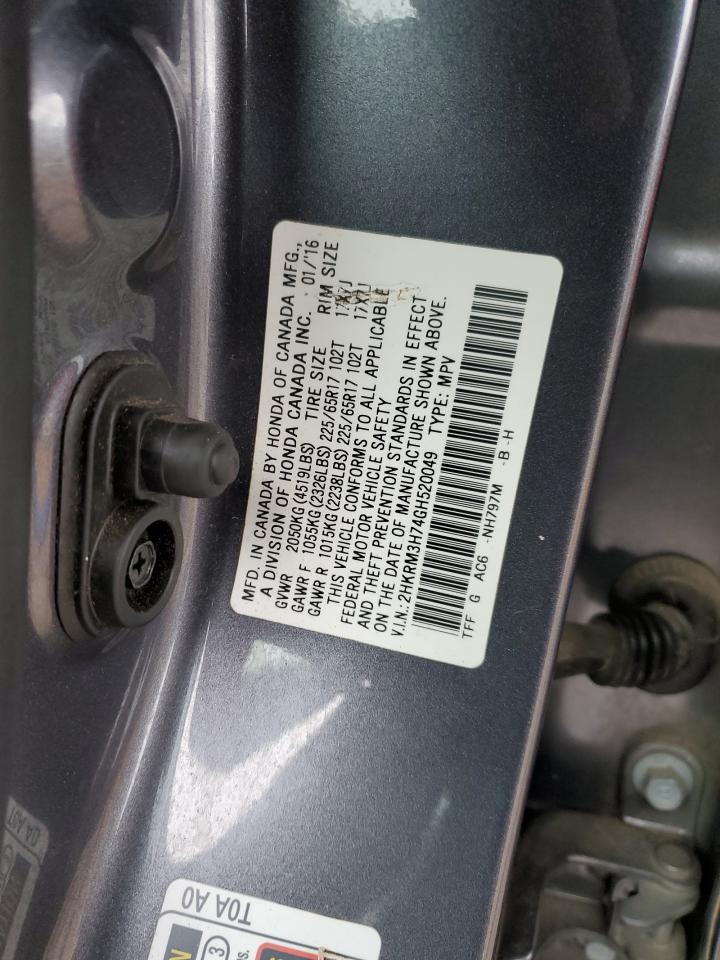 MFD. IN CANADA BY HONDA OF CANADA MFG.,
A DIVISION OF HONDA CANADA INC. 01/'16
GVWR 2050KG(4519LBS) TIRE SIZE RIM SIZE
GAWR F 1055KG(2326LBS) 225/65R17 102T 17X7J
GAWR R 1015KG(2238LBS) 225/65R17 102T 17X7J
THIS VEHICLE CONFORMS TO ALL APPLICABLE
FEDERAL MOTOR VEHICLE SAFETY
AND THEFT PREVENTION STANDARDS IN EFFECT
ON THE DATE OF MANUFACTURE SHOWN ABOVE.
V.I.N.: 2HKRM3H74GH520049 TYPE: MPV
TFF G AC6 -NH797M -B -H
T0A A0
3